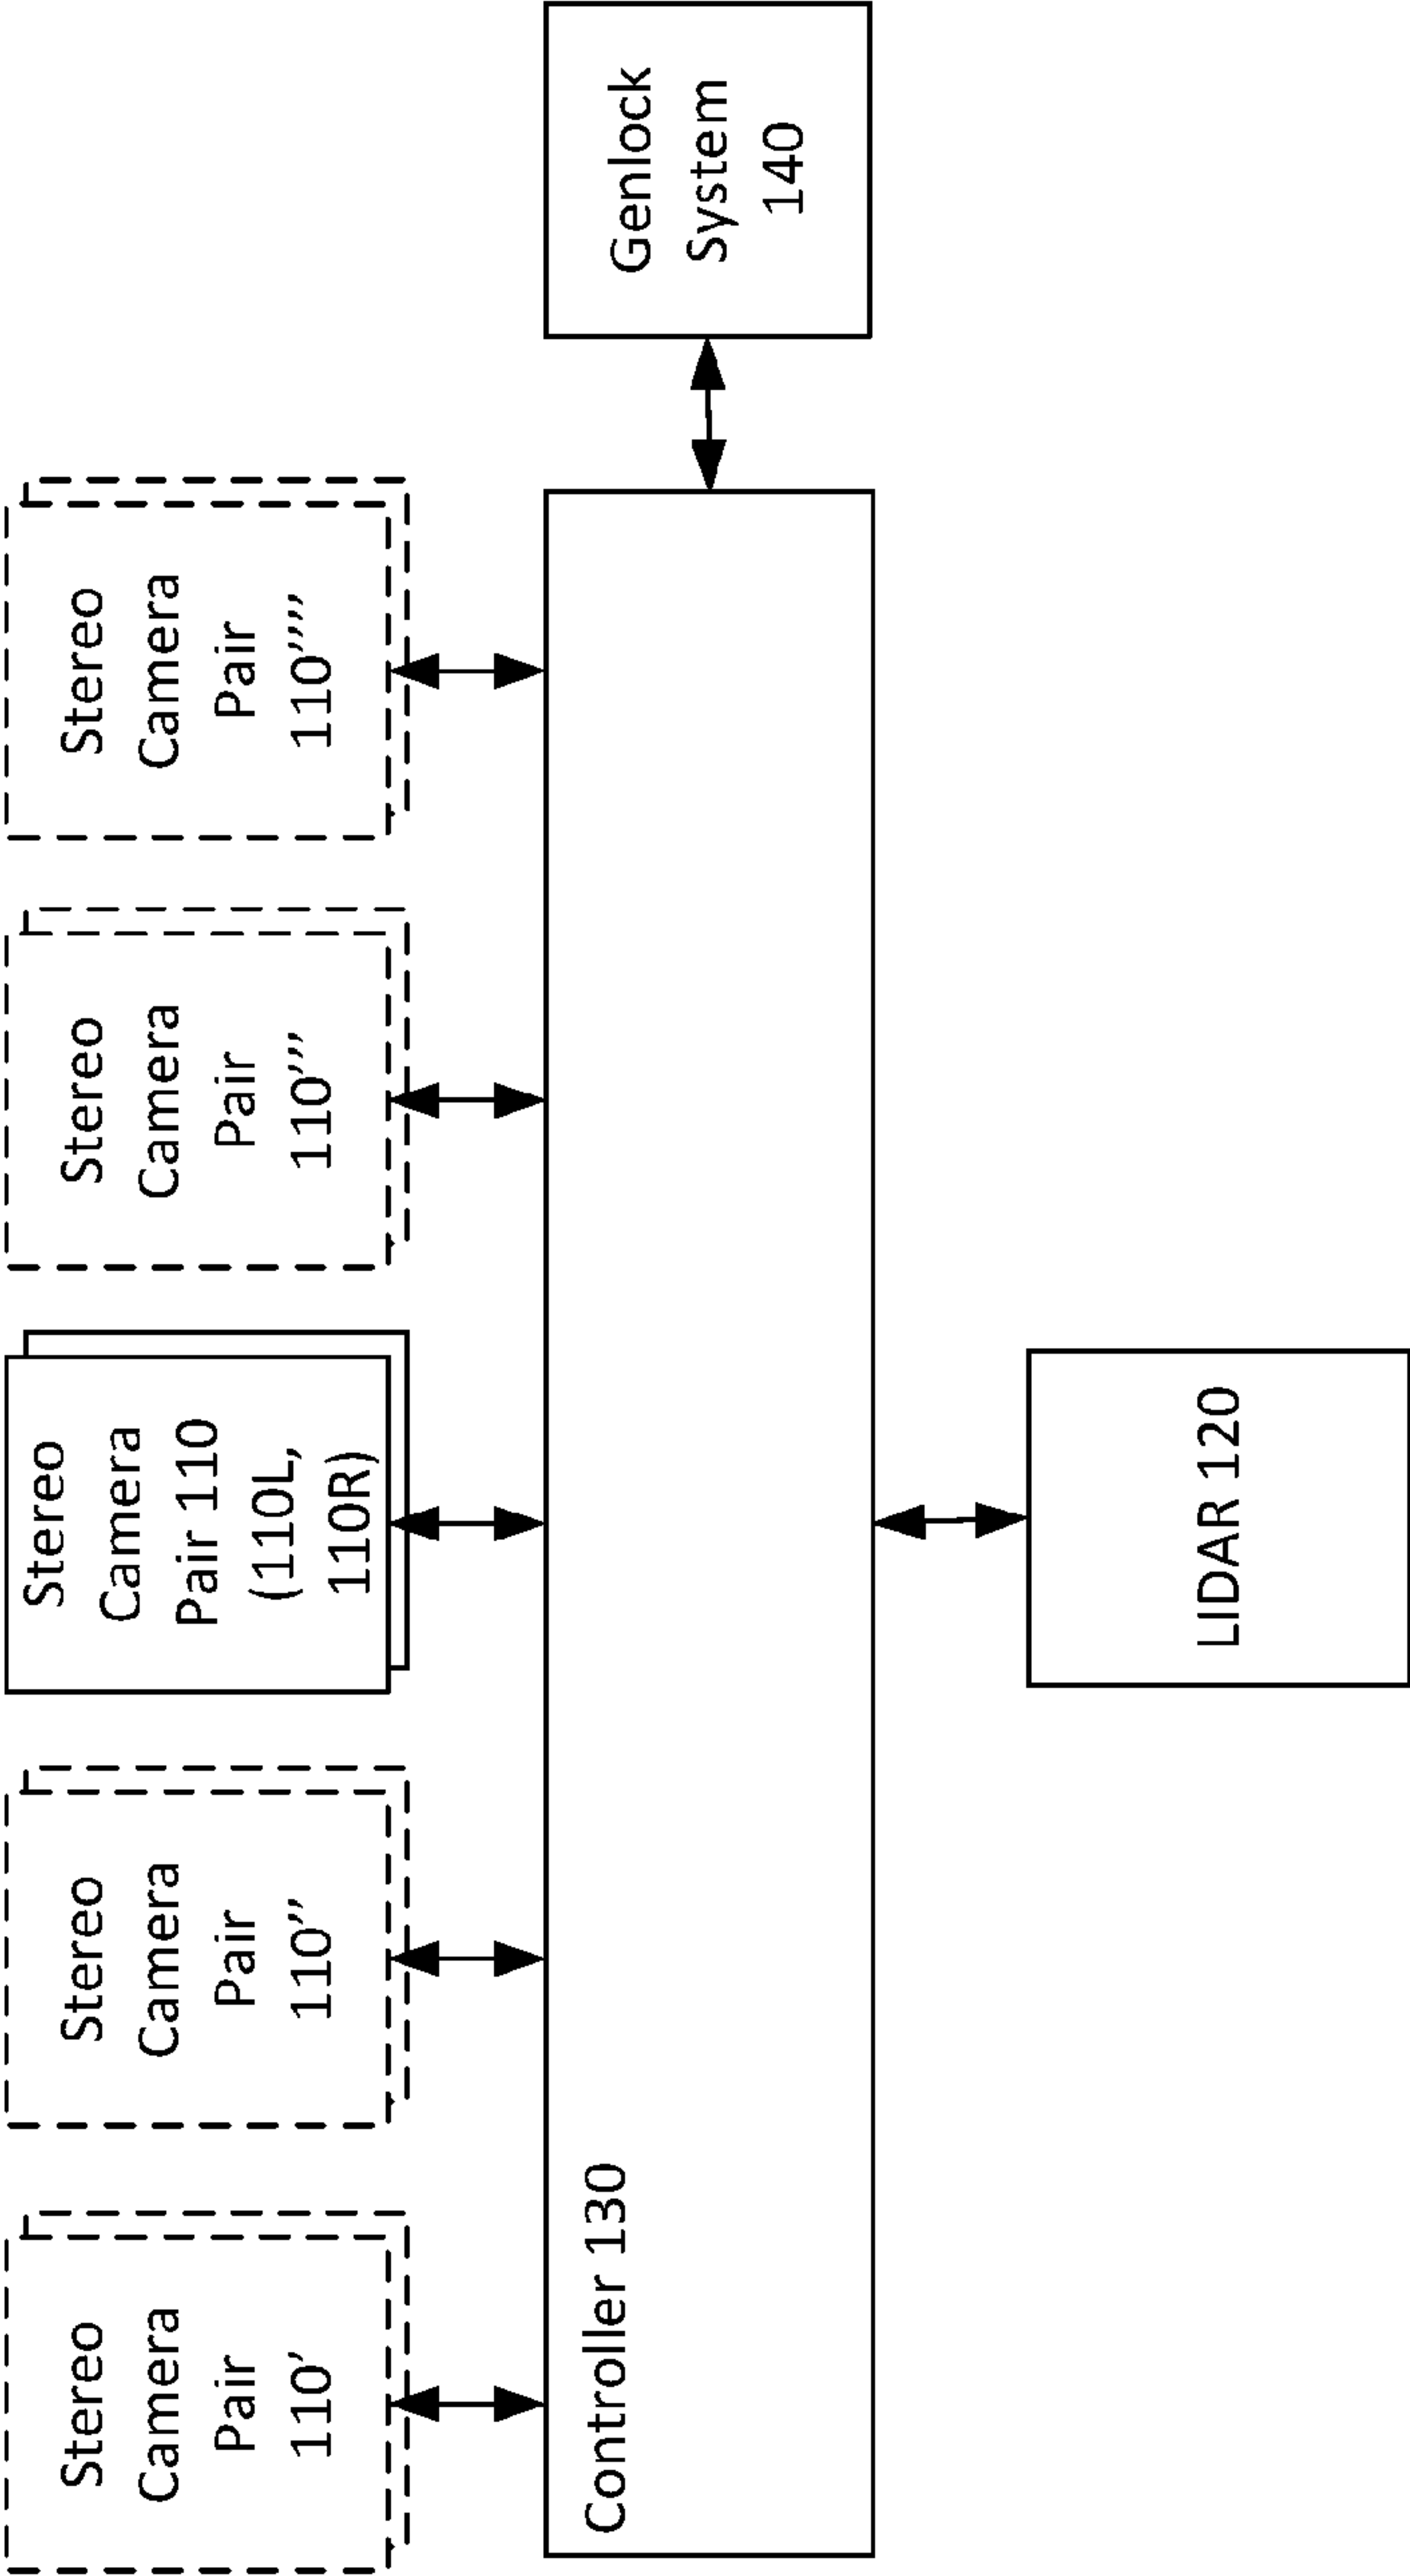 Stereo
Camera
Pair
110′
Stereo
Camera
Pair
110′′
Stereo
Camera
Pair 110
(110L,
110R)
Stereo
Camera
Pair
110′′′
Stereo
Camera
Pair
110′′′′
Controller 130
Genlock
System
140
LIDAR 120